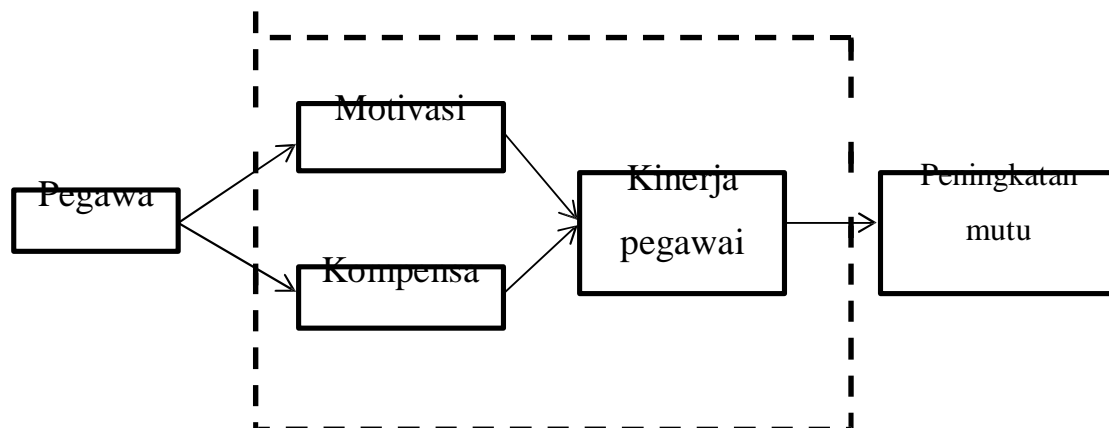 Pegawa
Motivasi
Kompensa
Kinerja
pegawai
Peningkatan
mutu